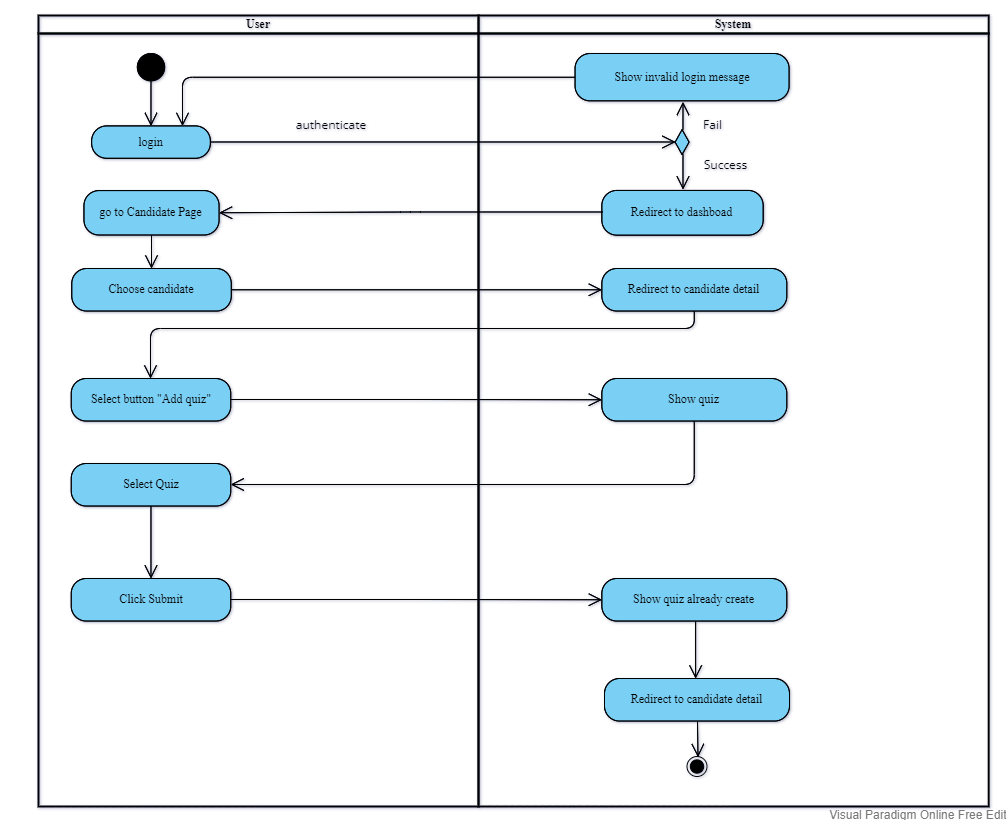 User
System
Show invalid login message
authenticate
Fail
login
Success
go to Candidate Page
Redirect to dashboad
Choose candidate
Redirect to candidate detail
Select button "Add quiz"
Show quiz
Select Quiz
Click Submit
Show quiz already create
Redirect to candidate detail
Visual Paradigm Online Free Edit